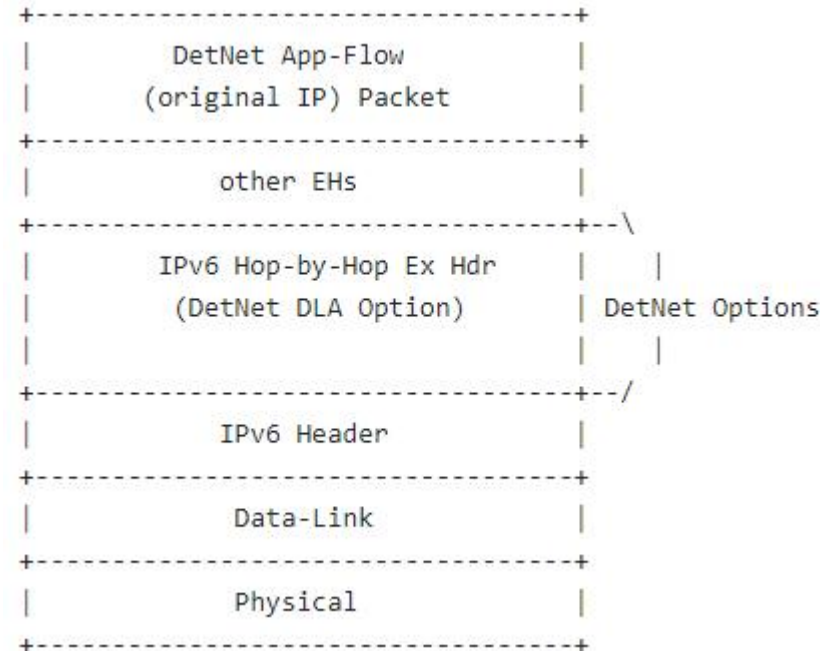 +-----------------------------------+
|         DetNet App-Flow           |
|       (original IP) Packet        |
+-----------------------------------+
|            other EHs              |
+-----------------------------------+--\
|        IPv6 Hop-by-Hop Ex Hdr     |    |
|         (DetNet DLA Option)       | DetNet Options
|                                   |    |
+-----------------------------------+--/
|            IPv6 Header            |
+-----------------------------------+
|             Data-Link             |
+-----------------------------------+
|             Physical              |
+-----------------------------------+